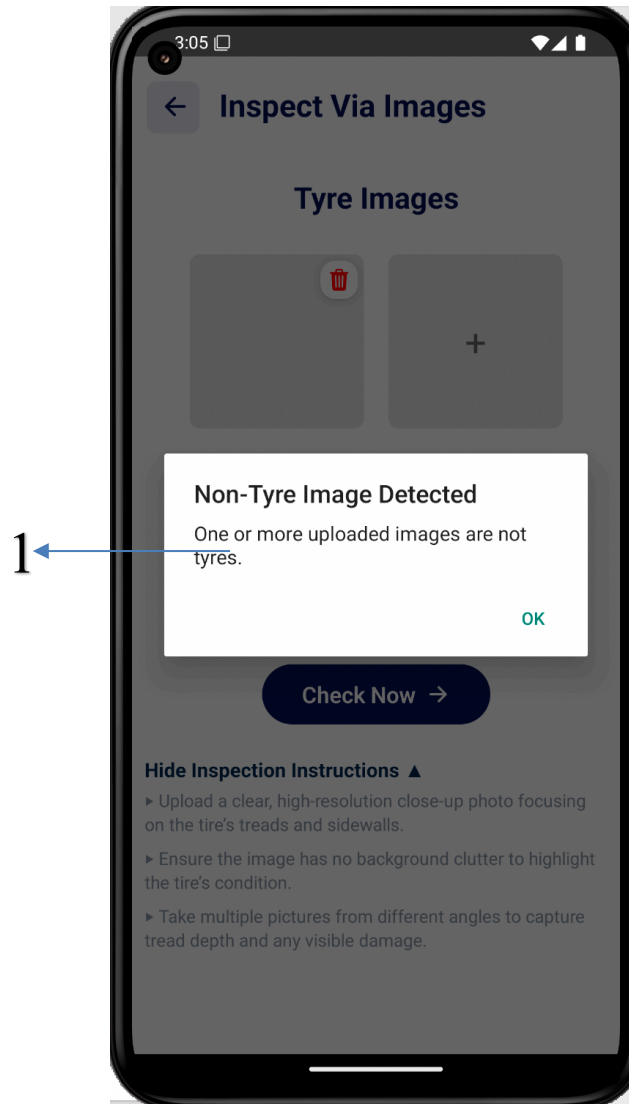 3:05
Inspect Via Images
Tyre Images
+
Non-Tyre Image Detected
One or more uploaded images are not
tyres.
OK
1
Check Now →
Hide Inspection Instructions ▲
▸ Upload a clear, high-resolution close-up photo focusing
on the tire’s treads and sidewalls.
▸ Ensure the image has no background clutter to highlight
the tire’s condition.
▸ Take multiple pictures from different angles to capture
tread depth and any visible damage.